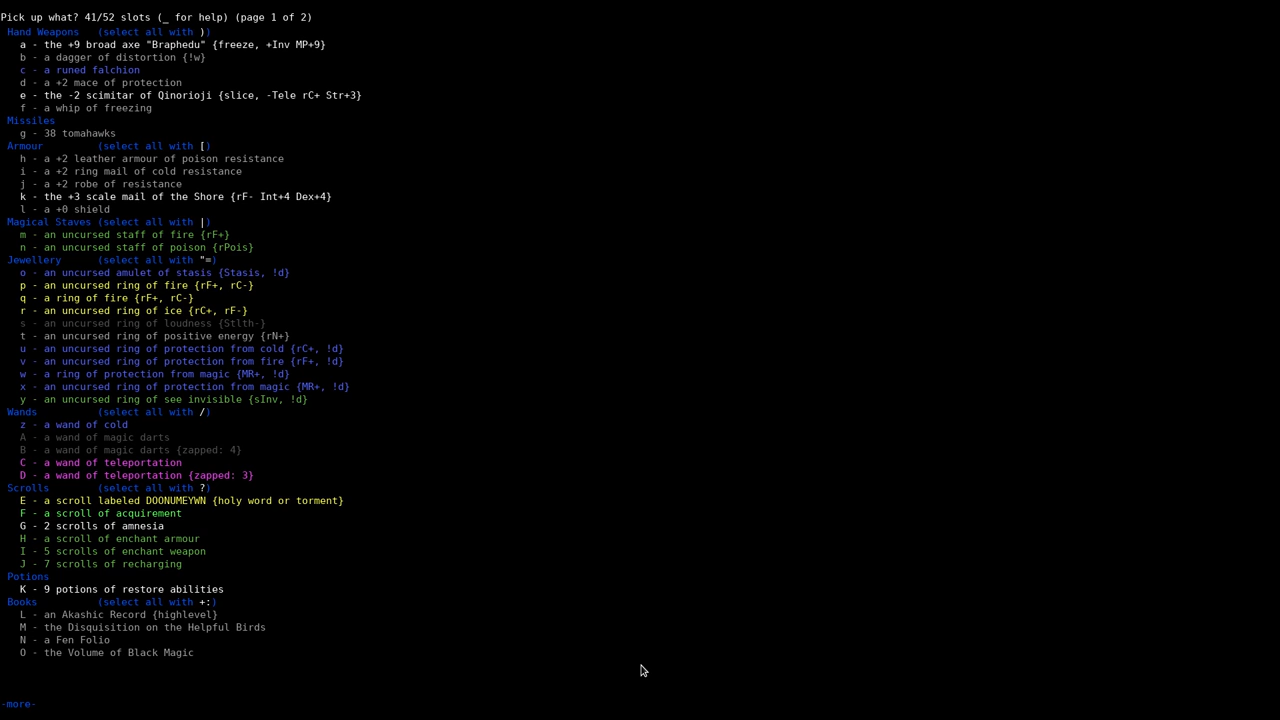 Pick up what? 41/52 slots (_ for help) (page 1 of 2)
Hand Weapons   (select all with ))
a - the +9 broad axe "Braphedu" {freeze, +Inv MP+9}
b - a dagger of distortion {!w}
c - a runed falchion
d - a +2 mace of protection
e - the -2 scimitar of Qinorioji {slice, -Tele rC+ Str+3}
f - a whip of freezing
Missiles
g - 38 tomahawks
Armour         (select all with [)
h - a +2 leather armour of poison resistance
i - a +2 ring mail of cold resistance
j - a +2 robe of resistance
k - the +3 scale mail of the Shore {rF- Int+4 Dex+4}
l - a +0 shield
Magical Staves (select all with |)
m - an uncursed staff of fire {rF+}
n - an uncursed staff of poison {rPois}
Jewellery      (select all with "=)
o - an uncursed amulet of stasis {Stasis, !d}
p - an uncursed ring of fire {rF+, rC-}
q - a ring of fire {rF+, rC-}
r - an uncursed ring of ice {rC+, rF-}
s - an uncursed ring of loudness {Stlth-}
t - an uncursed ring of positive energy {rN+}
u - an uncursed ring of protection from cold {rC+, !d}
v - an uncursed ring of protection from fire {rF+, !d}
w - a ring of protection from magic {MR+, !d}
x - an uncursed ring of protection from magic {MR+, !d}
y - an uncursed ring of see invisible {sInv, !d}
Wands          (select all with /)
z - a wand of cold
A - a wand of magic darts
B - a wand of magic darts {zapped: 4}
C - a wand of teleportation
D - a wand of teleportation {zapped: 3}
Scrolls        (select all with ?)
E - a scroll labeled DOONUMEYWN {holy word or torment}
F - a scroll of acquirement
G - 2 scrolls of amnesia
H - a scroll of enchant armour
I - 5 scrolls of enchant weapon
J - 7 scrolls of recharging
Potions
K - 9 potions of restore abilities
Books          (select all with +:)
L - an Akashic Record {highlevel}
M - the Disquisition on the Helpful Birds
N - a Fen Folio
O - the Volume of Black Magic
-more-